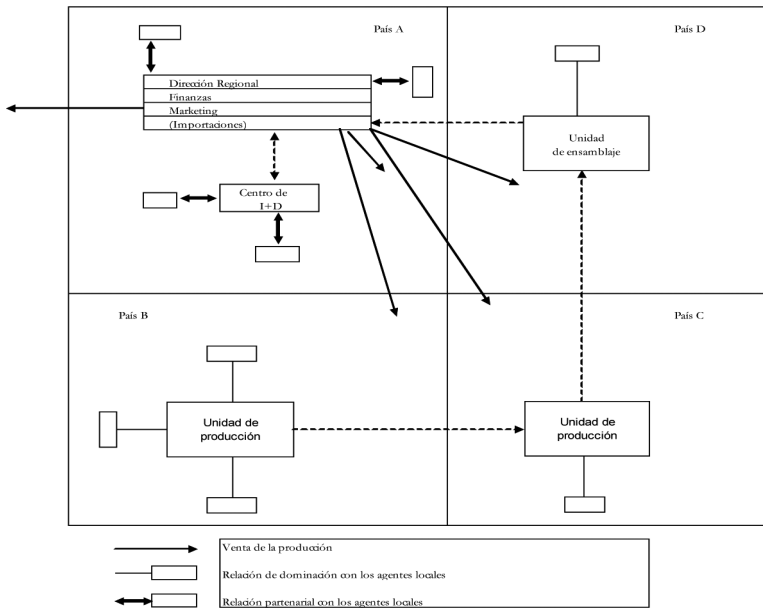 País A
País D
Dirección Regional
Finanzas
Marketing
(Importaciones)
Unidad
de ensamblaje
Centro de
I+D
País B
País C
Unidad de
producción
Unidad de
producción
Venta de la producción
Relación de dominación con los agentes locales
Relación partenarial con los agentes locales